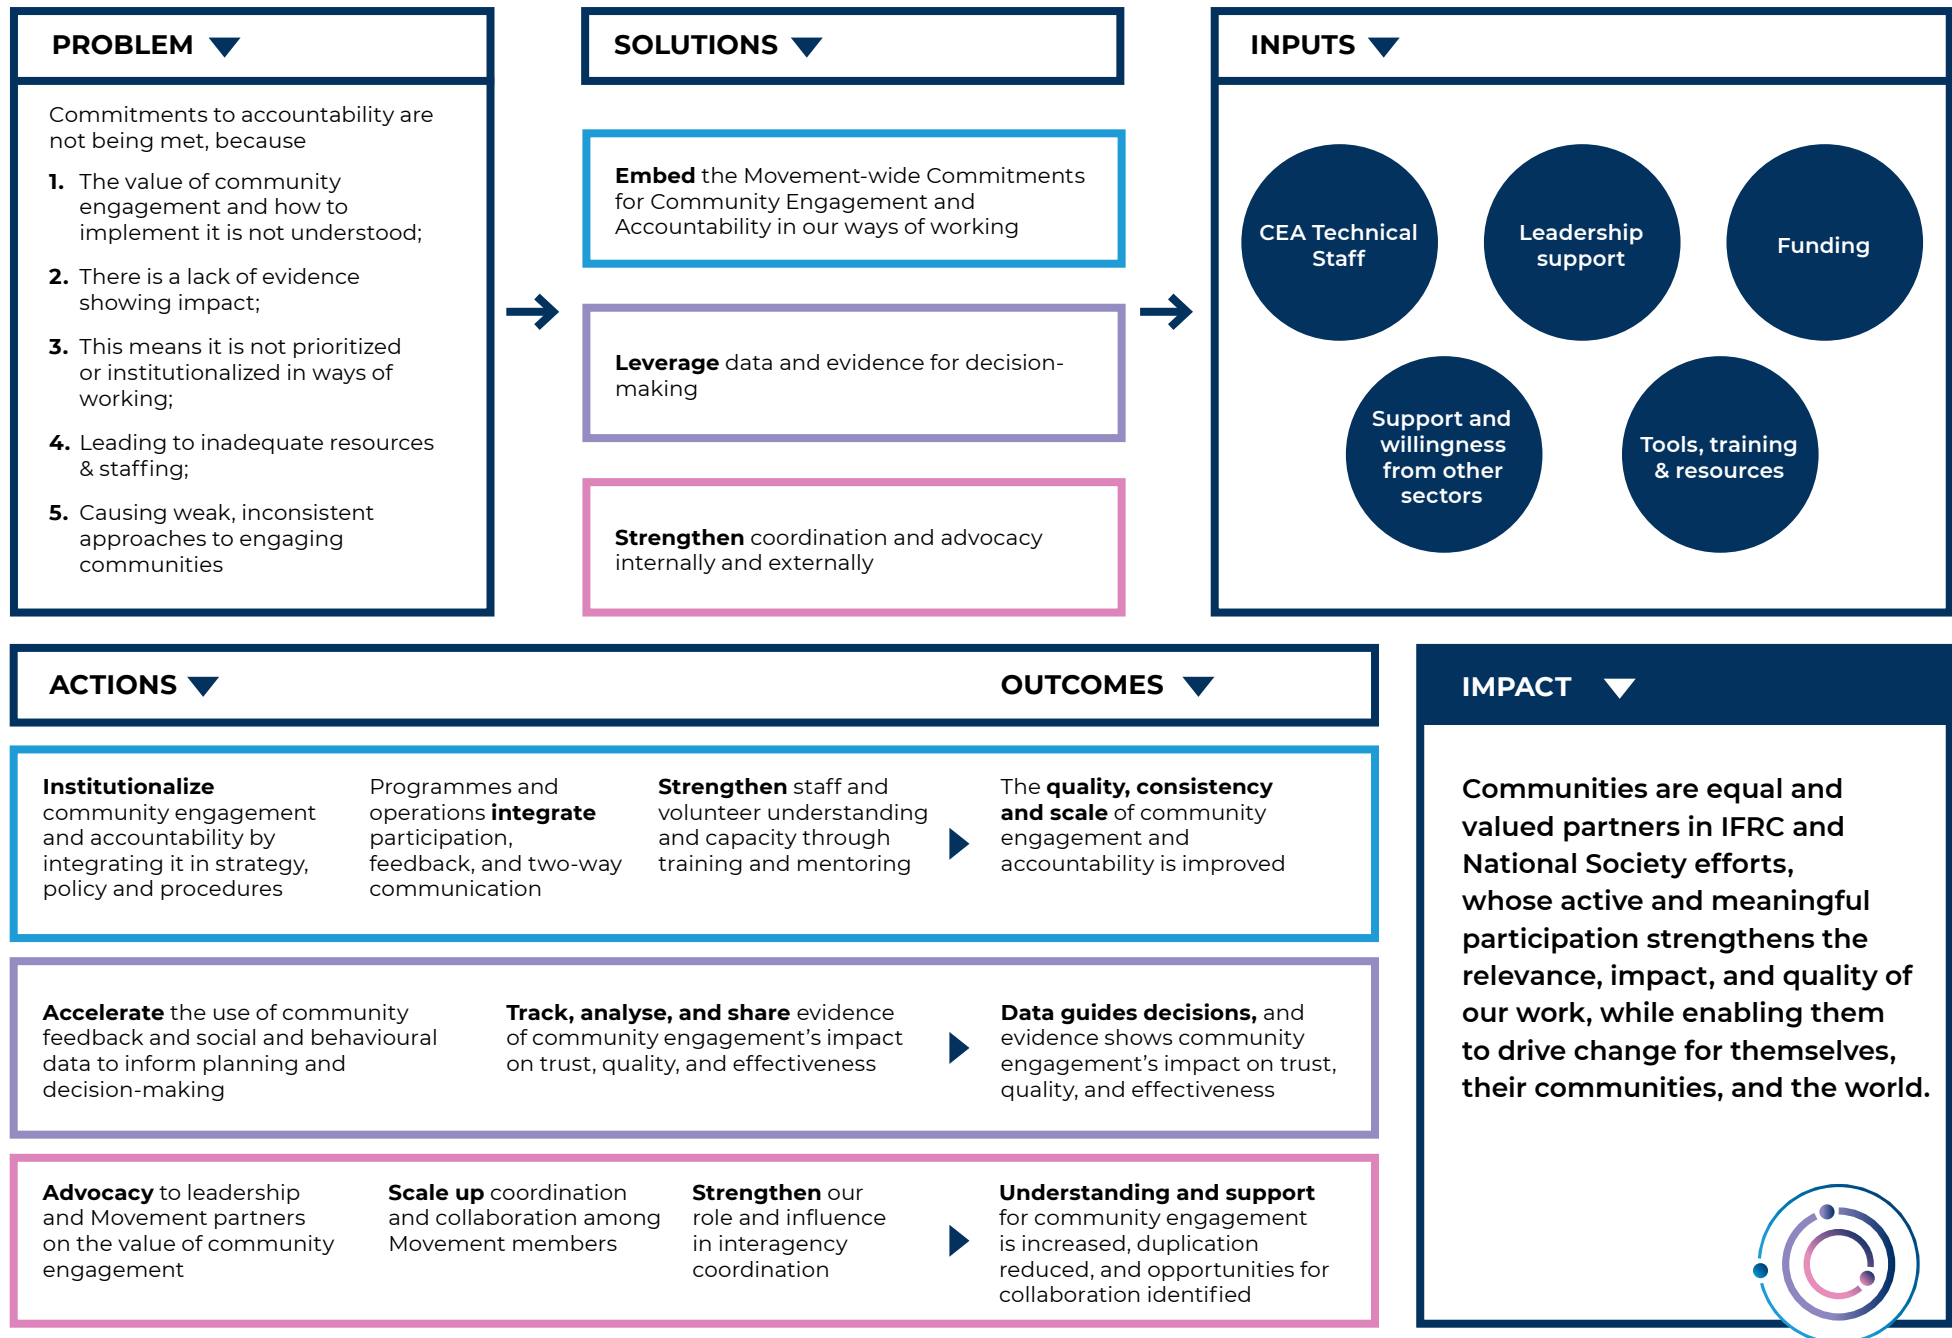 PROBLEM
Commitments to accountability are
not being met, because
1. The value of community
engagement and how to
implement it is not understood;
2. There is a lack of evidence
showing impact;
3. This means it is not prioritized
or institutionalized in ways of
working;
4. Leading to inadequate resources
& staffing;
5. Causing weak, inconsistent
approaches to engaging
communities
SOLUTIONS
Embed the Movement-wide Commitments
for Community Engagement and
Accountability in our ways of working
Leverage data and evidence for decision-
making
Strengthen coordination and advocacy
internally and externally
INPUTS
CEA Technical
Staff
Leadership
support
Funding
Support and
willingness
from other
sectors
Tools, training
& resources
ACTIONS
OUTCOMES
Institutionalize
community engagement
and accountability by
integrating it in strategy,
policy and procedures
Programmes and
operations integrate
participation,
feedback, and two-way
communication
Strengthen staff and
volunteer understanding
and capacity through
training and mentoring
The quality, consistency
and scale of community
engagement and
accountability is improved
Accelerate the use of community
feedback and social and behavioural
data to inform planning and
decision-making
Track, analyse, and share evidence
of community engagement's impact
on trust, quality, and effectiveness
Data guides decisions, and
evidence shows community
engagement's impact on trust,
quality, and effectiveness
Advocacy to leadership
and Movement partners
on the value of community
engagement
Scale up coordination
and collaboration among
Movement members
Strengthen our
role and influence
in interagency
coordination
Understanding and support
for community engagement
is increased, duplication
reduced, and opportunities for
collaboration identified
IMPACT
Communities are equal and
valued partners in IFRC and
National Society efforts,
whose active and meaningful
participation strengthens the
relevance, impact, and quality of
our work, while enabling them
to drive change for themselves,
their communities, and the world.